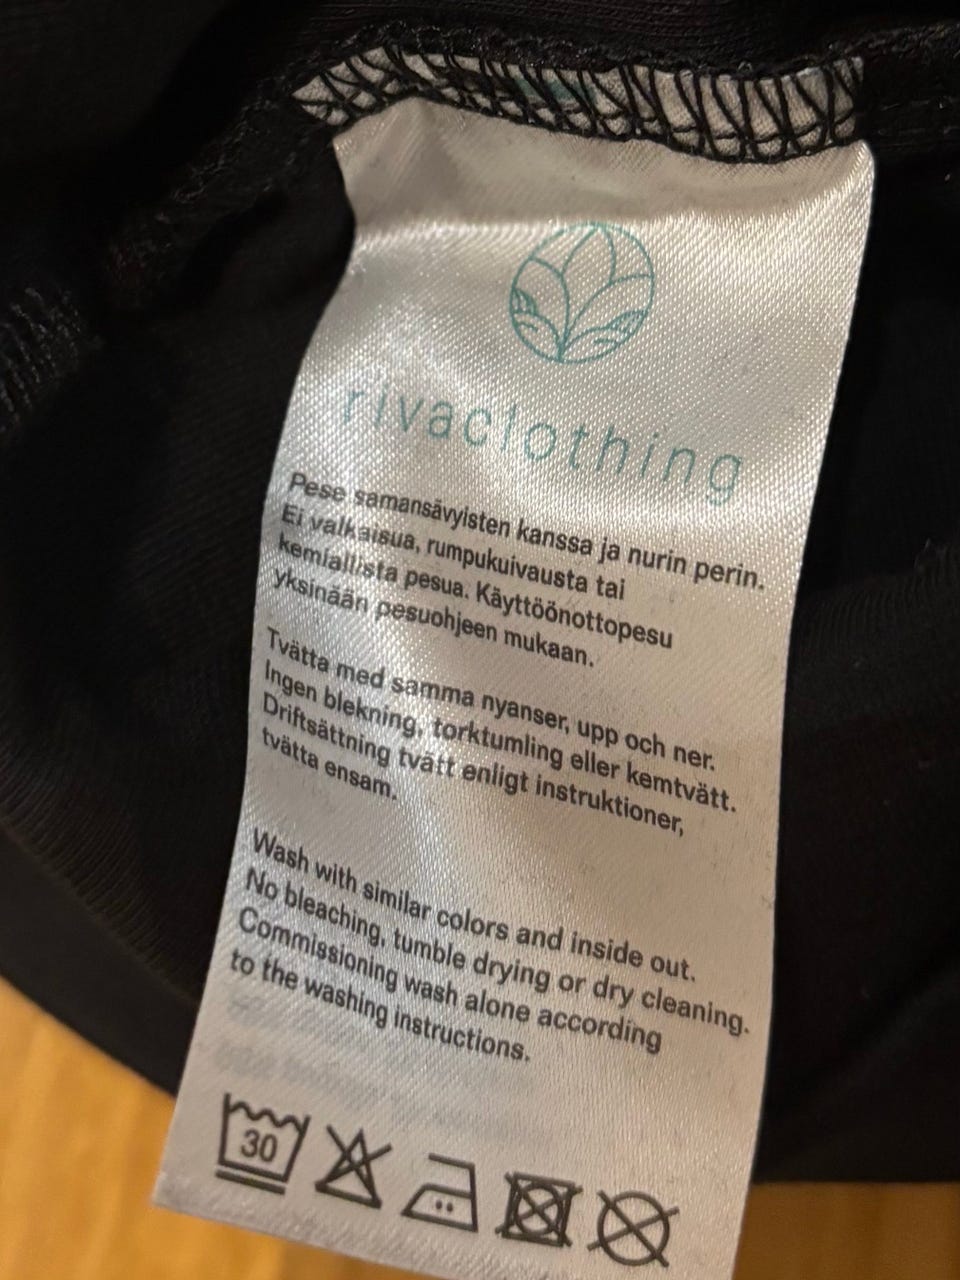 rivaclothing
Pese samansävyisten kanssa ja nurin perin.
Ei valkaisua, rumpukuivausta tai
kemiallista pesua. Käyttöönottopesu
yksinään pesuohjeen mukaan.
Tvätta med samma nyanser, upp och ner.
Ingen blekning, torktumling eller kemtvätt.
Driftsättning tvätt enligt instruktioner,
tvätta ensam.
Wash with similar colors and inside out.
No bleaching, tumble drying or dry cleaning.
Commissioning wash alone according
to the washing instructions.
30